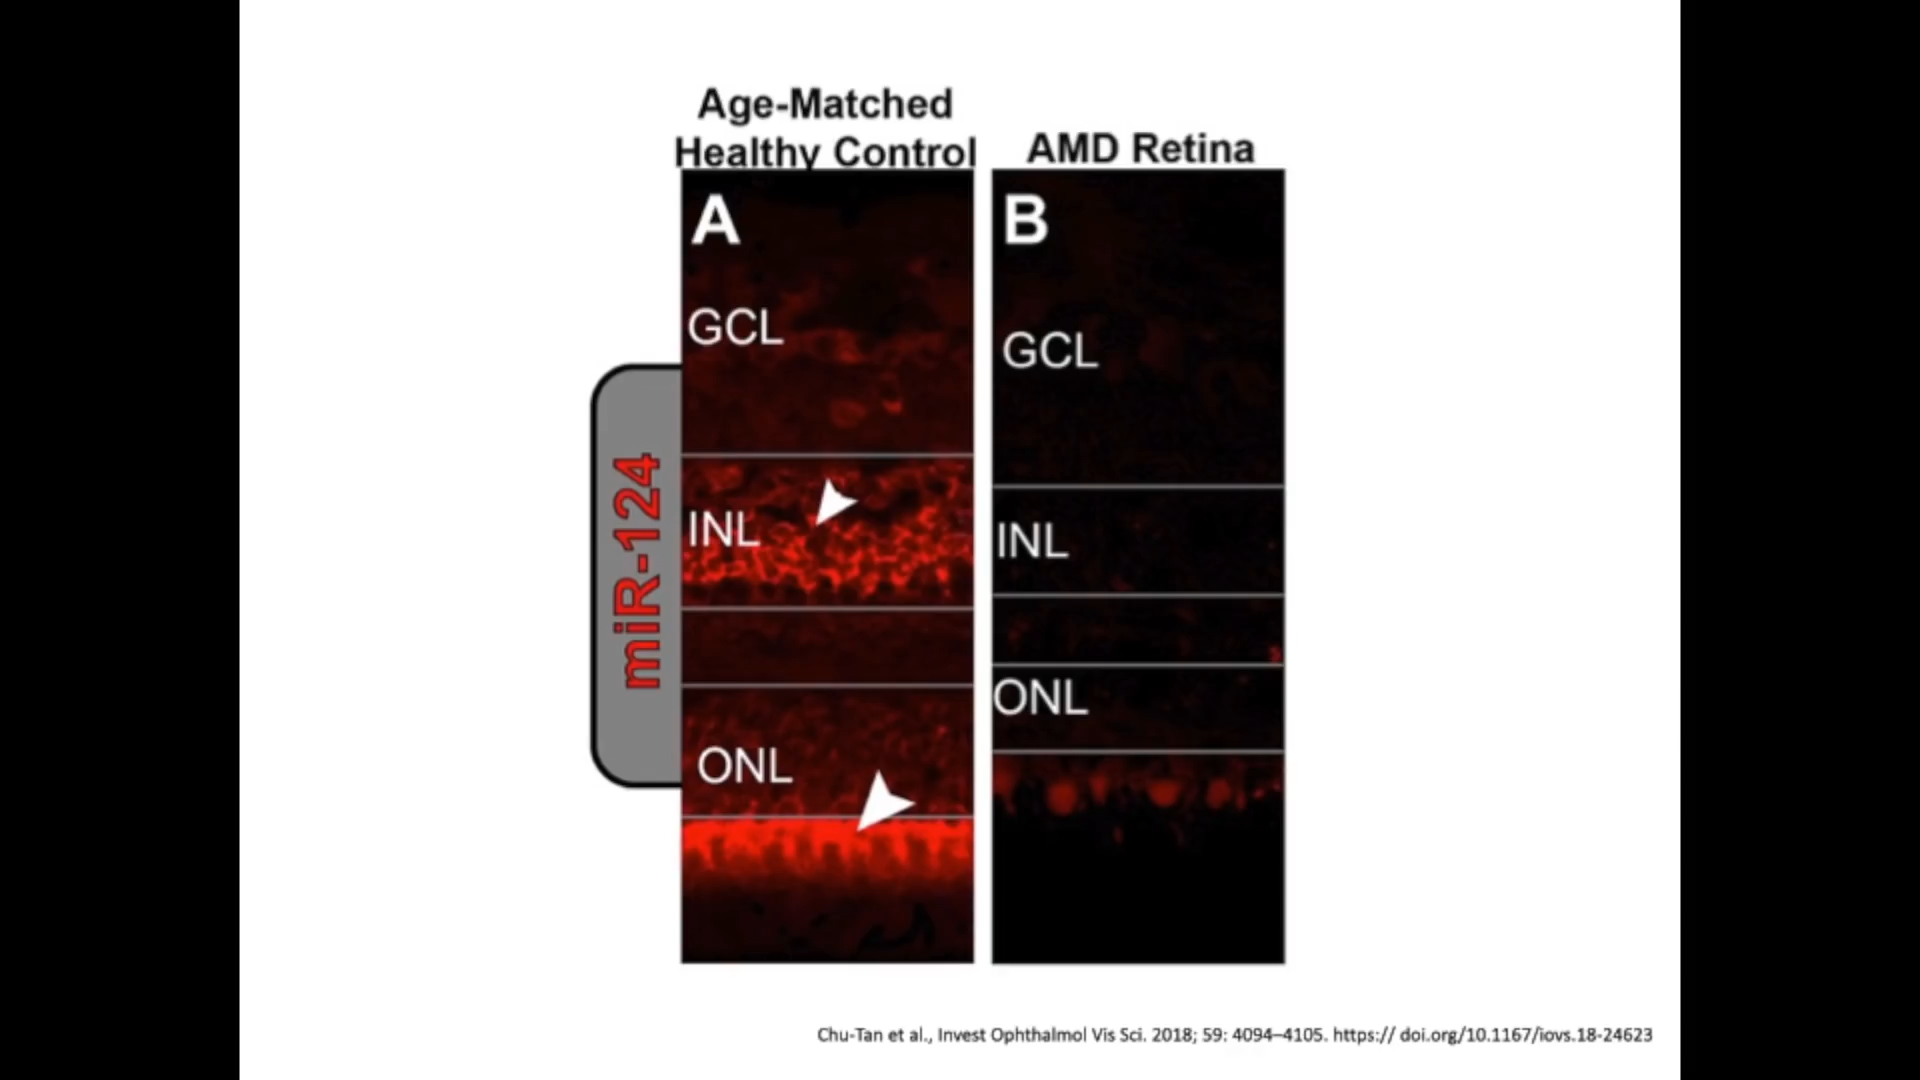 Age-Matched
Healthy Control
AMD Retina
A
B
GCL
GCL
miR-124
INL
INL
ONL
ONL
Chu-Tan et al., Invest Ophthalmol Vis Sci. 2018; 59: 4094–4105. https:// doi.org/10.1167/iovs.18-24623